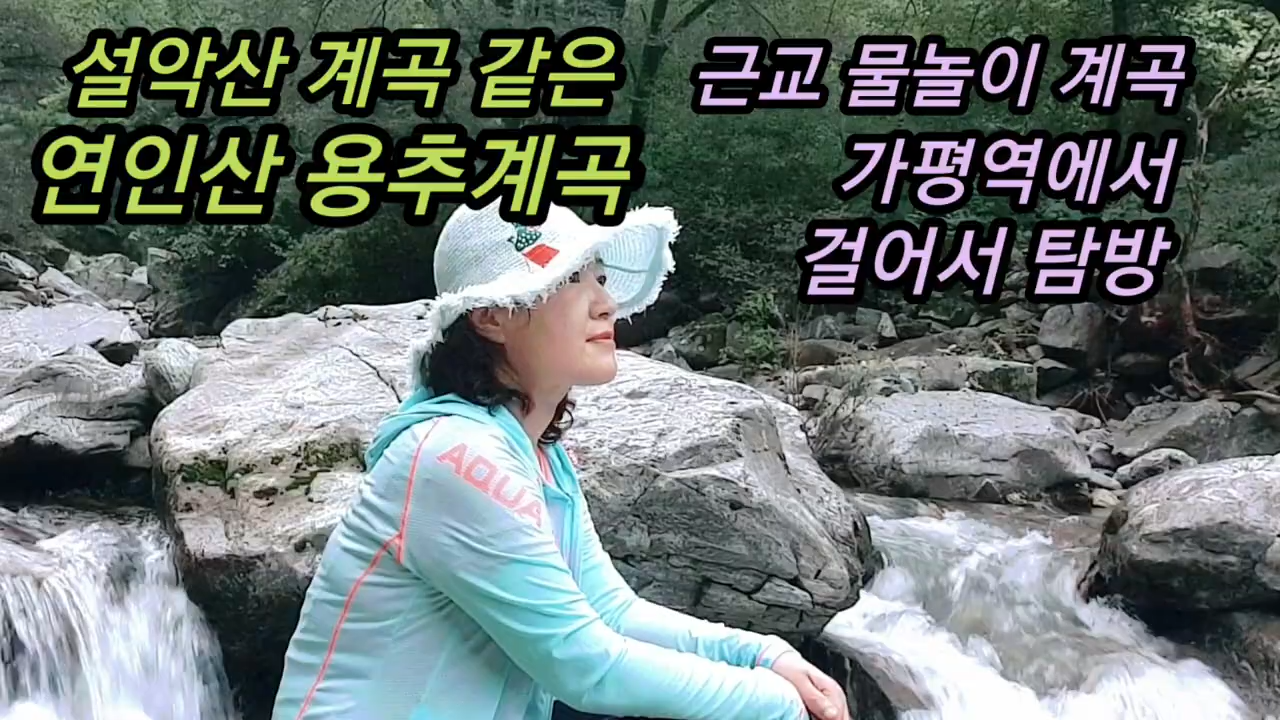 설악산 계곡 같은
연인산 용추계곡
근교 물놀이 계곡
가평역에서
걸어서 탐방
AQUA